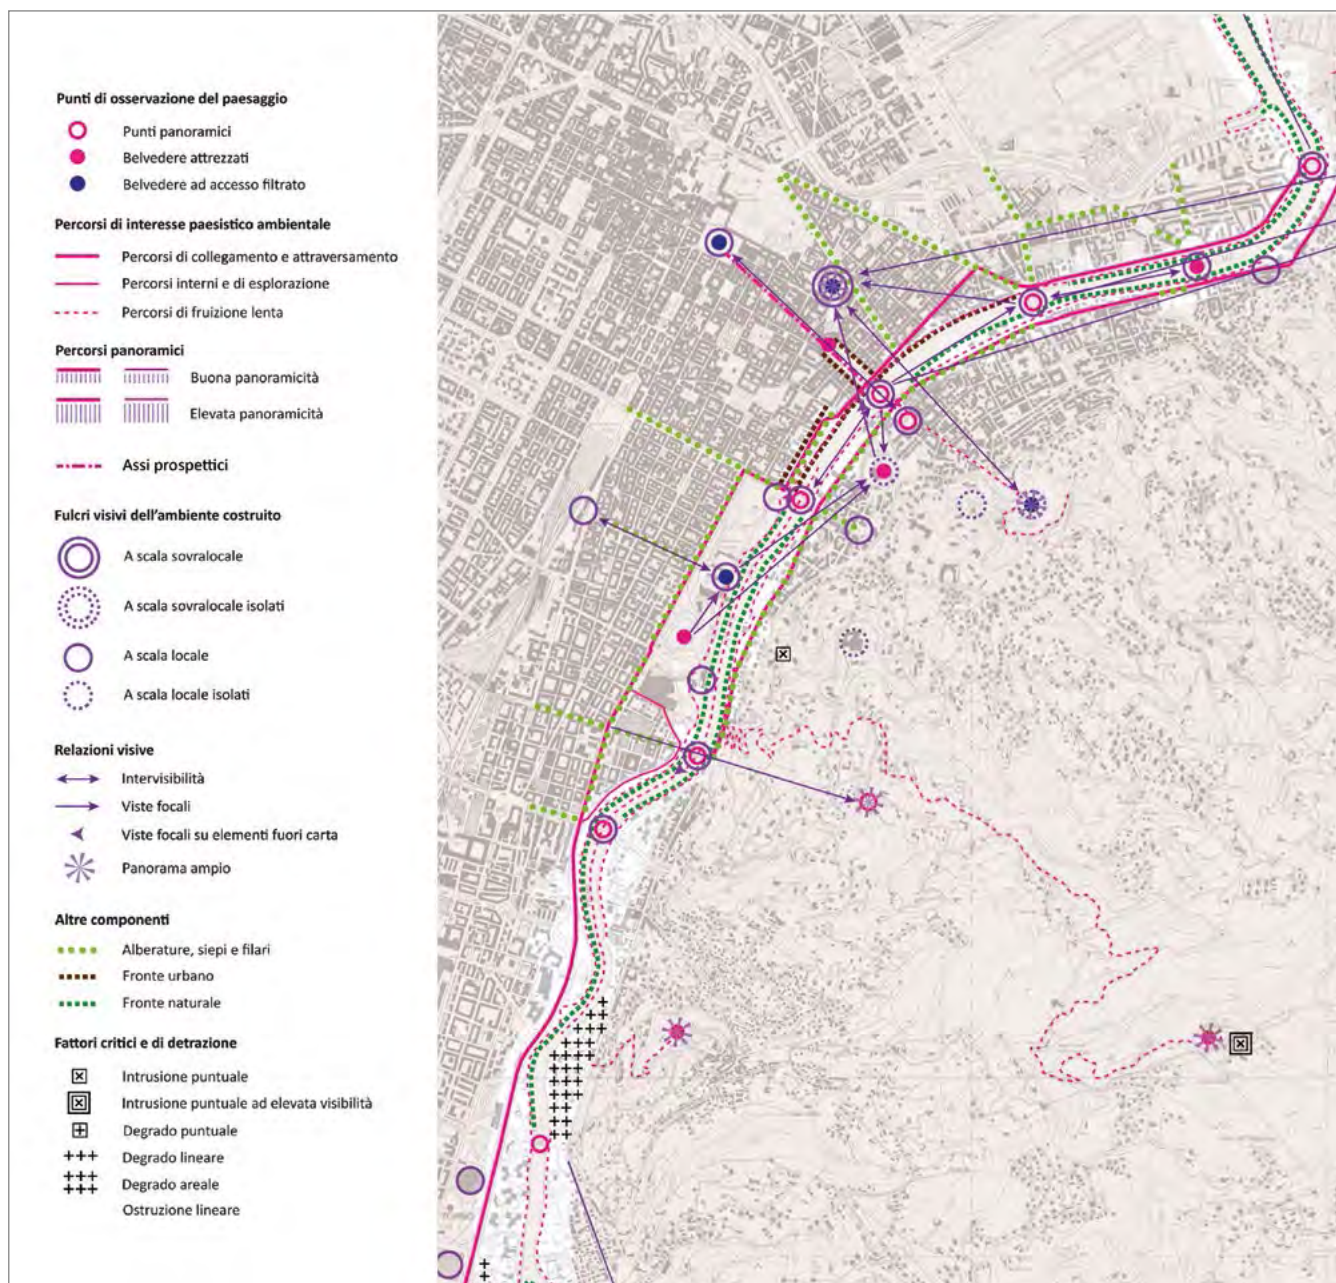 Punti di osservazione del paesaggio
Punti panoramici
Belvedere attrezzati
Belvedere ad accesso filtrato
Percorsi di interesse paesistico ambientale
Percorsi di collegamento e attraversamento
Percorsi interni e di esplorazione
Percorsi di fruizione lenta
Percorsi panoramici
Buona panoramicità
Elevata panoramicità
Assi prospettici
Fulcri visivi dell'ambiente costruito
A scala sovralocale
A scala sovralocale isolati
A scala locale
A scala locale isolati
Relazioni visive
Intervisibilità
Viste focali
Viste focali su elementi fuori carta
Panorama ampio
Altre componenti
Alberature, siepi e filari
Fronte urbano
Fronte naturale
Fattori critici e di detrazione
Intrusione puntuale
Intrusione puntuale ad elevata visibilità
Degrado puntuale
Degrado lineare
Degrado areale
Ostruzione lineare